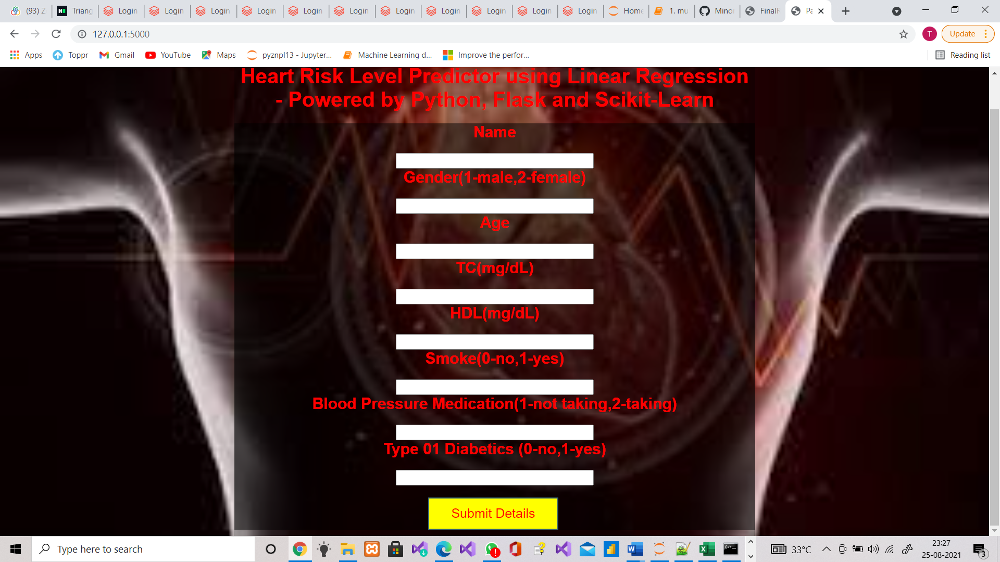 (93) Z
Triang
Login
Login
Login
Login
Login
Login
Login
Login
Login
Login
Login
Home
1. mu
Minor
FinalR
Pa
127.0.0.1:5000
T
Update
Apps
Toppr
Gmail
YouTube
Maps
pyznpl13 - Jupyter...
Machine Learning d...
Improve the perfor...
Reading list
Heart Risk Level Predictor using Linear Regression
- Powered by Python, Flask and Scikit-Learn
Name
Gender(1-male,2-female)
Age
TC(mg/dL)
HDL(mg/dL)
Smoke(0-no,1-yes)
Blood Pressure Medication(1-not taking,2-taking)
Type 01 Diabetics (0-no,1-yes)
Submit Details
Type here to search
33°C
23:27
25-08-2021
3